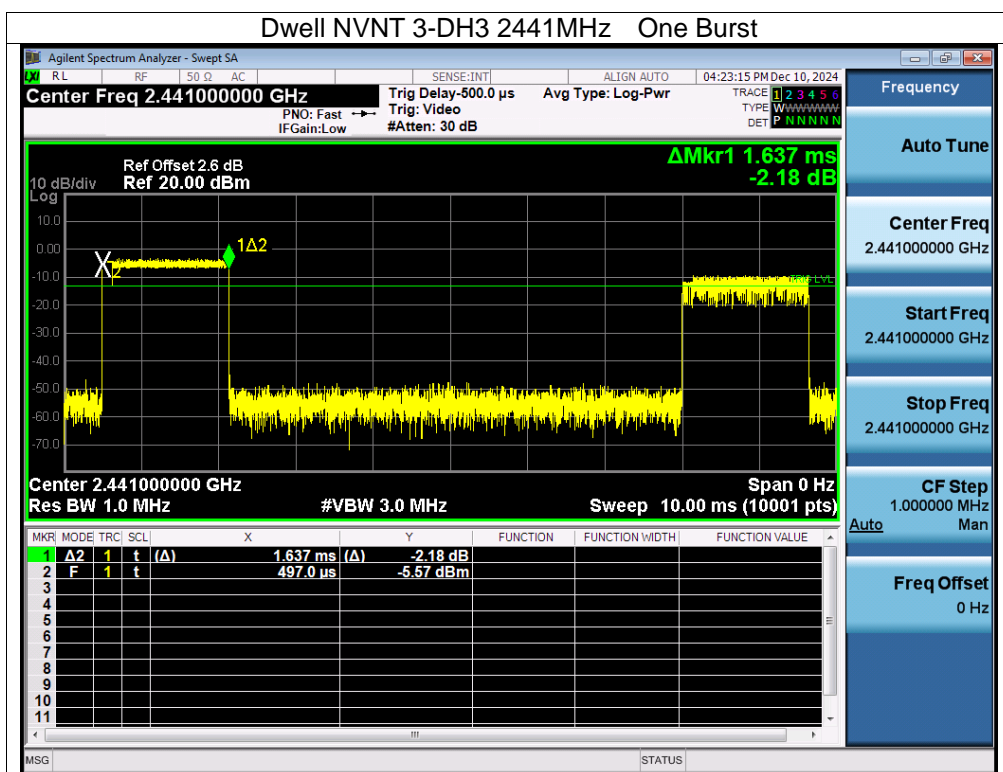 Dwell NVNT 3-DH3 2441MHz One Burst
Agilent Spectrum Analyzer - Swept SA
LXI RL RF 50 Ω AC SENSE:INT ALIGN AUTO 04:23:15 PM Dec 10, 2024
Center Freq 2.441000000 GHz
PNO: Fast
IFGain:Low
Trig Delay-500.0 µs
Trig: Video
#Atten: 30 dB
Avg Type: Log-Pwr
TRACE 1 2 3 4 5 6
TYPE WWWWWW
DET P N N N N N
ΔMkr1 1.637 ms
-2.18 dB
Ref Offset 2.6 dB
10 dB/div Ref 20.00 dBm
Log
10.0
0.00
-10.0
-20.0
-30.0
-40.0
-50.0
-60.0
-70.0
1Δ2
2
TRIG LVL
Center 2.441000000 GHz Span 0 Hz
Res BW 1.0 MHz #VBW 3.0 MHz Sweep 10.00 ms (10001 pts)
MKR MODE TRC SCL X Y FUNCTION FUNCTION WIDTH FUNCTION VALUE
1 Δ2 1 t (Δ) 1.637 ms (Δ) -2.18 dB
2 F 1 t 497.0 µs -5.57 dBm
3
4
5
6
7
8
9
10
11
MSG STATUS
Frequency
Auto Tune
Center Freq
2.441000000 GHz
Start Freq
2.441000000 GHz
Stop Freq
2.441000000 GHz
CF Step
1.000000 MHz
Auto Man
Freq Offset
0 Hz